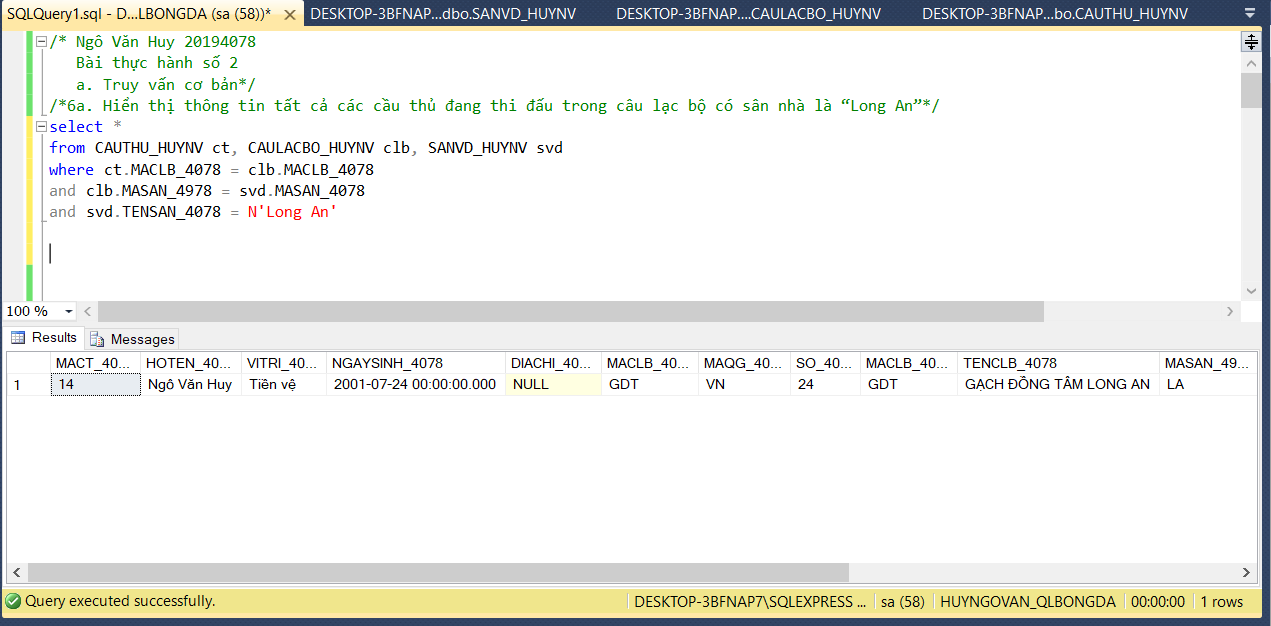 SQLQuery1.sql - D...LBONGDA (sa (58))* DESKTOP-3BFNAP...dbo.SANVD_HUYNV DESKTOP-3BFNAP....CAULACBO_HUYNV DESKTOP-3BFNAP...bo.CAUTHU_HUYNV
/* Ngô Văn Huy 20194078
Bài thực hành số 2
a. Truy vấn cơ bản*/
/*6a. Hiển thị thông tin tất cả các cầu thủ đang thi đấu trong câu lạc bộ có sân nhà là “Long An”*/
select *
from CAUTHU_HUYNV ct, CAULACBO_HUYNV clb, SANVD_HUYNV svd
where ct.MACLB_4078 = clb.MACLB_4078
and clb.MASAN_4978 = svd.MASAN_4078
and svd.TENSAN_4078 = N'Long An'
100 %
Results Messages
MACT_40... HOTEN_40... VITRI_40... NGAYSINH_4078 DIACHI_40... MACLB_40... MAQG_40... SO_40... MACLB_40... TENCLB_4078 MASAN_49...
1 14 Ngô Văn Huy Tiền vệ 2001-07-24 00:00:00.000 NULL GDT VN 24 GDT GẠCH ĐỒNG TÂM LONG AN LA
Query executed successfully. DESKTOP-3BFNAP7\SQLEXPRESS ... sa (58) HUYNGOVAN_QLBONGDA 00:00:00 1 rows